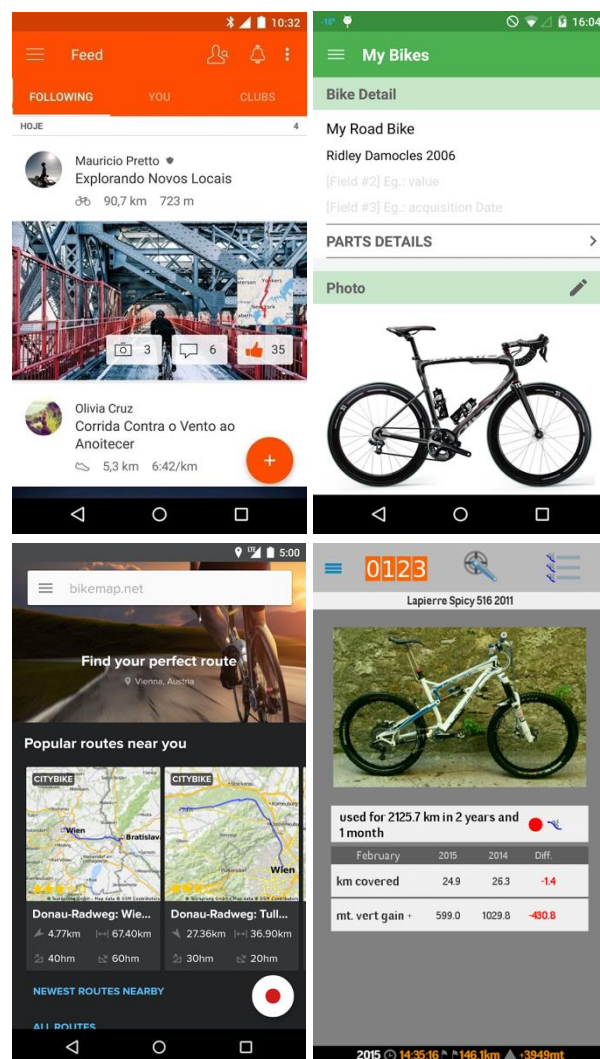 10:32
Feed
FOLLOWING YOU CLUBS
HOJE 4
Mauricio Pretto
Explorando Novos Locais
90,7 km 723 m
Yonkers
New York
3 6 35
Olivia Cruz
Corrida Contra o Vento ao
Anoitecer
+
5,3 km 6:42/km
-18° 16:04
My Bikes
Bike Detail
My Road Bike
Ridley Damocles 2006
[Field #2] Eg.: value
[Field #3] Eg.: acquisition Date
PARTS DETAILS
Photo
LTE 5:00
bikemap.net
Find your perfect route
Vienna, Austria
Popular routes near you
CITYBIKE CITYBIKE
Wien Bratislav
Wien
Donau-Radweg: Wie... Donau-Radweg: Tull...
4.77km 67.40km 27.36km 36.90km
40hm 60hm 30hm 20hm
NEWEST ROUTES NEARBY
ALL ROUTES
0123
Lapierre Spicy 516 2011
used for 2125.7 km in 2 years and
1 month
February 2015 2014 Diff.
km covered 24.9 26.3 -1.4
mt. vert gain + 599.0 1029.8 -430.8
2015 14:35:16 146.1km +3949mt